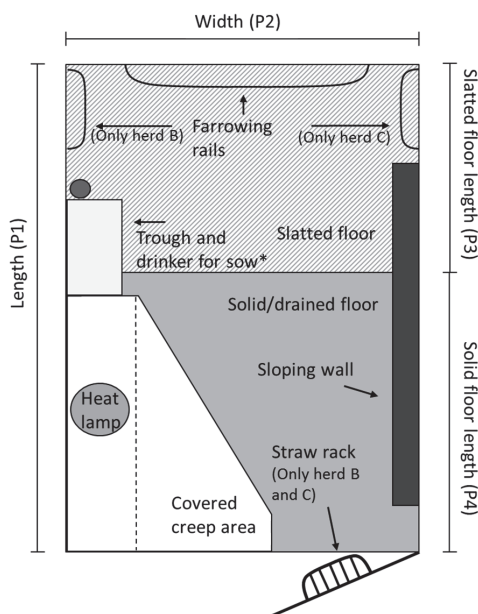 Width (P2)
Slatted floor length (P3)
(Only herd B)
Farrowing
rails
(Only herd C)
Trough and
drinker for sow*
Slatted floor
Length (P1)
Solid/drained floor
Sloping wall
Solid floor length (P4)
Heat
lamp
Straw rack
(Only herd B
and C)
Covered
creep area